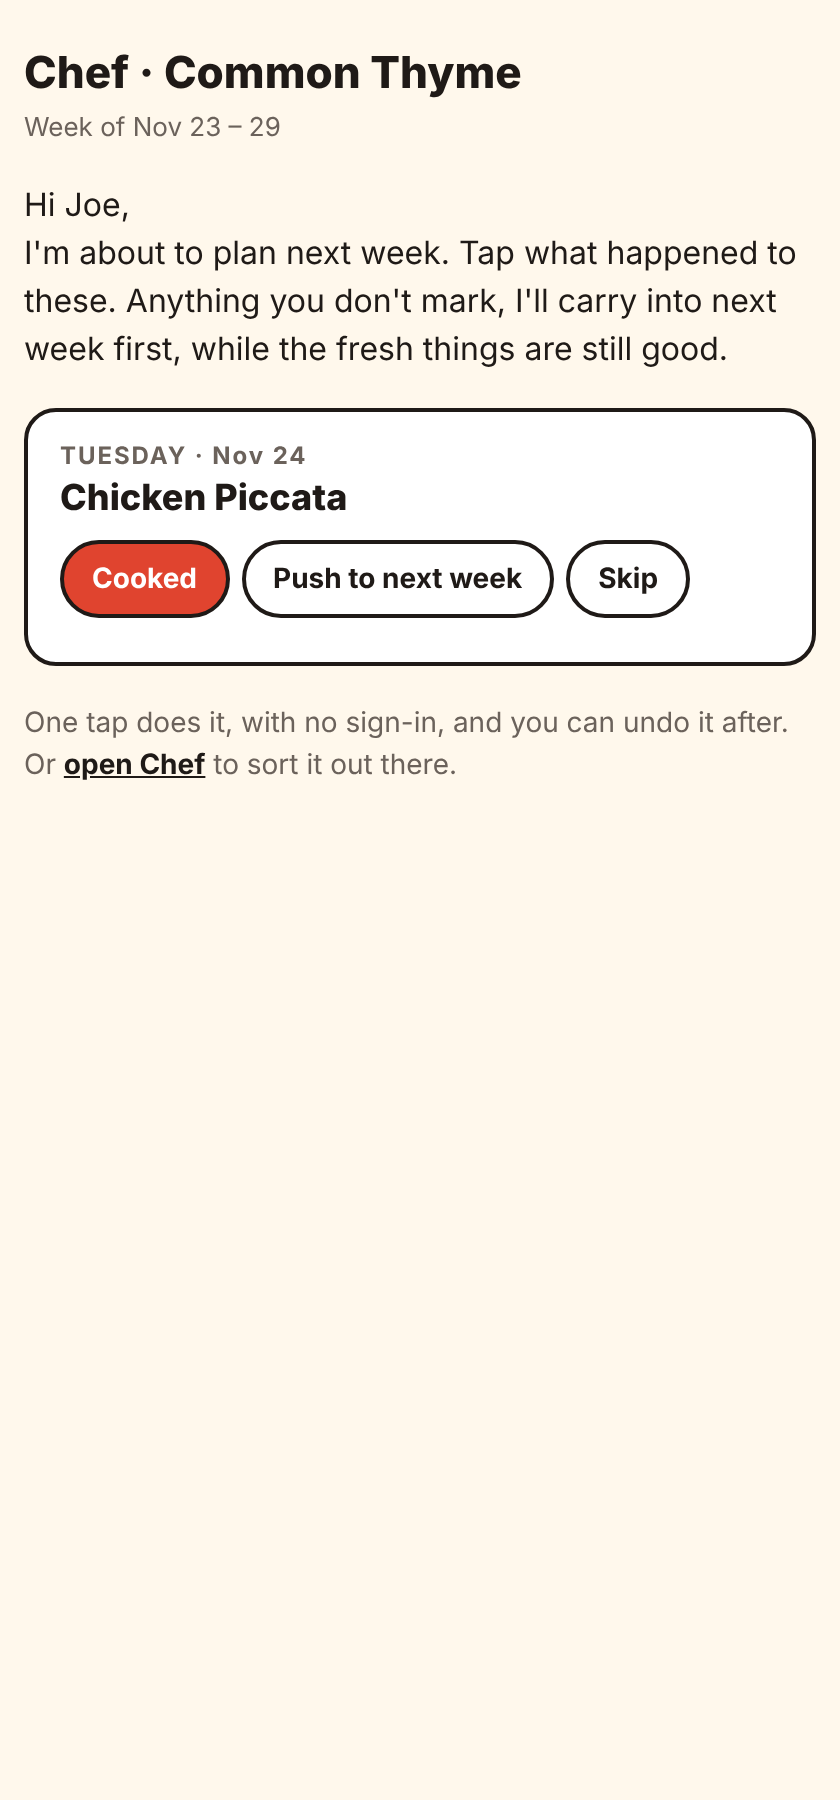 Chef · Common Thyme
Week of Nov 23 – 29
Hi Joe,
I'm about to plan next week. Tap what happened to
these. Anything you don't mark, I'll carry into next
week first, while the fresh things are still good.
TUESDAY · Nov 24
Chicken Piccata
Cooked Push to next week Skip
One tap does it, with no sign-in, and you can undo it after.
Or open Chef to sort it out there.